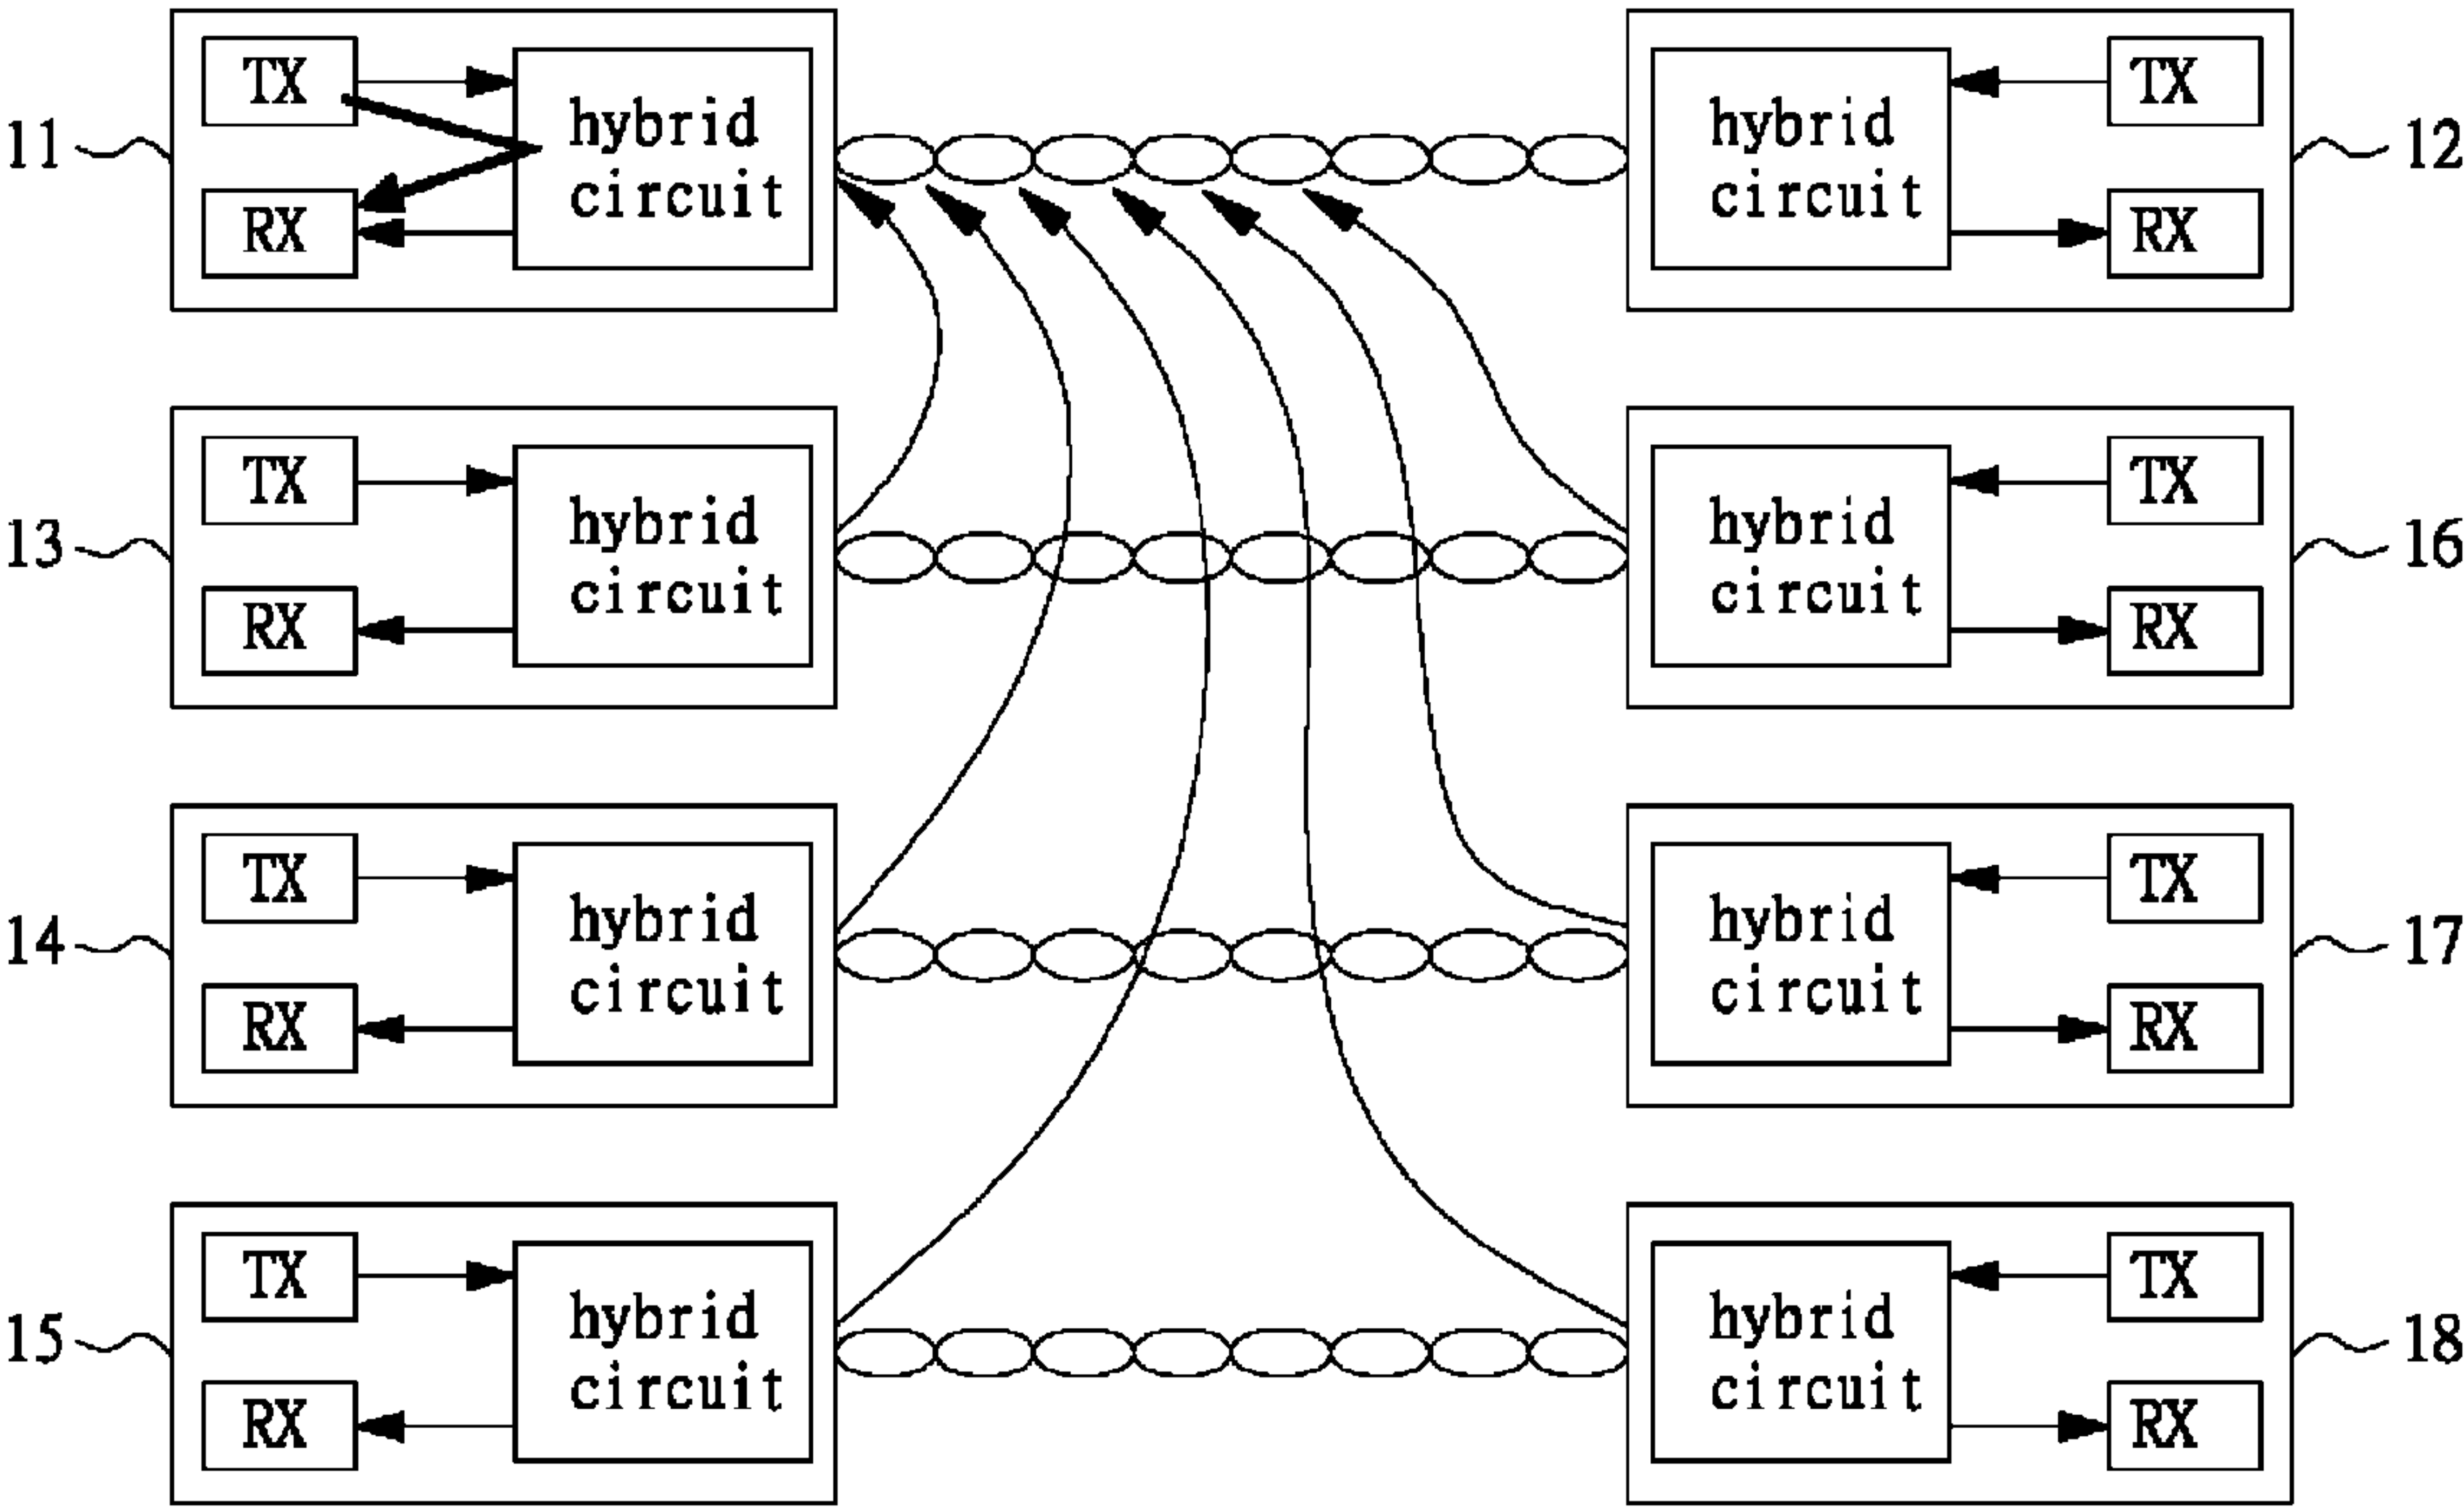 TX
hybrid
circuit
RX
11
hybrid
circuit
TX
RX
12
TX
hybrid
circuit
RX
13
hybrid
circuit
TX
RX
16
TX
hybrid
circuit
RX
14
hybrid
circuit
TX
RX
17
TX
hybrid
circuit
RX
15
hybrid
circuit
TX
RX
18